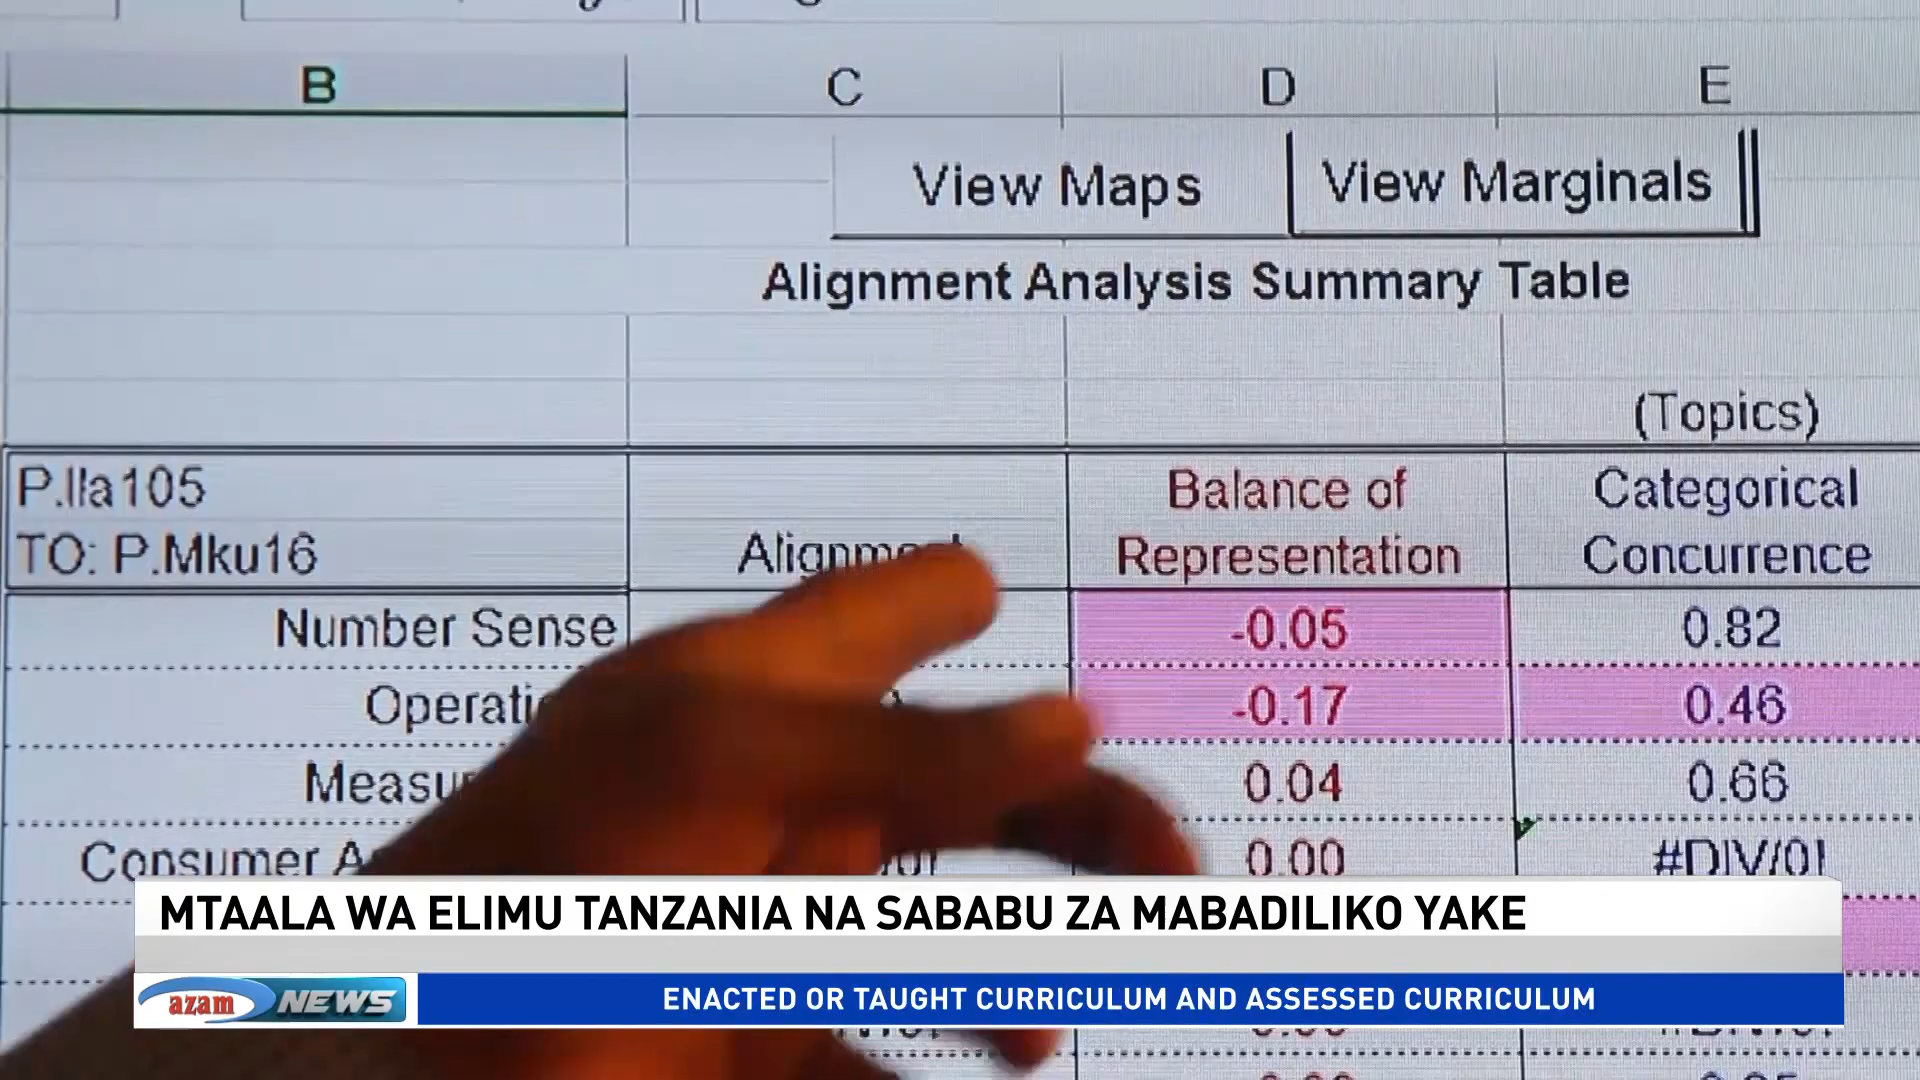 B C D E
View Maps View Marginals
Alignment Analysis Summary Table
(Topics)
P.IIa105 Balance of Categorical
TO: P.Mku16 Alignment Representation Concurrence
Number Sense -0.05 0.82
-0.17 0.46
0.04 0.66
Consumer 0.00 #DIV/0!
MTAALA WA ELIMU TANZANIA NA SABABU ZA MABADILIKO YAKE
azam NEWS ENACTED OR TAUGHT CURRICULUM AND ASSESSED CURRICULUM